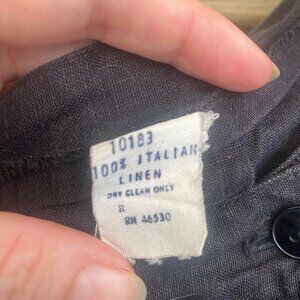 10183
100% ITALIAN
LINEN
DRY CLEAN ONLY
R
RN 46530